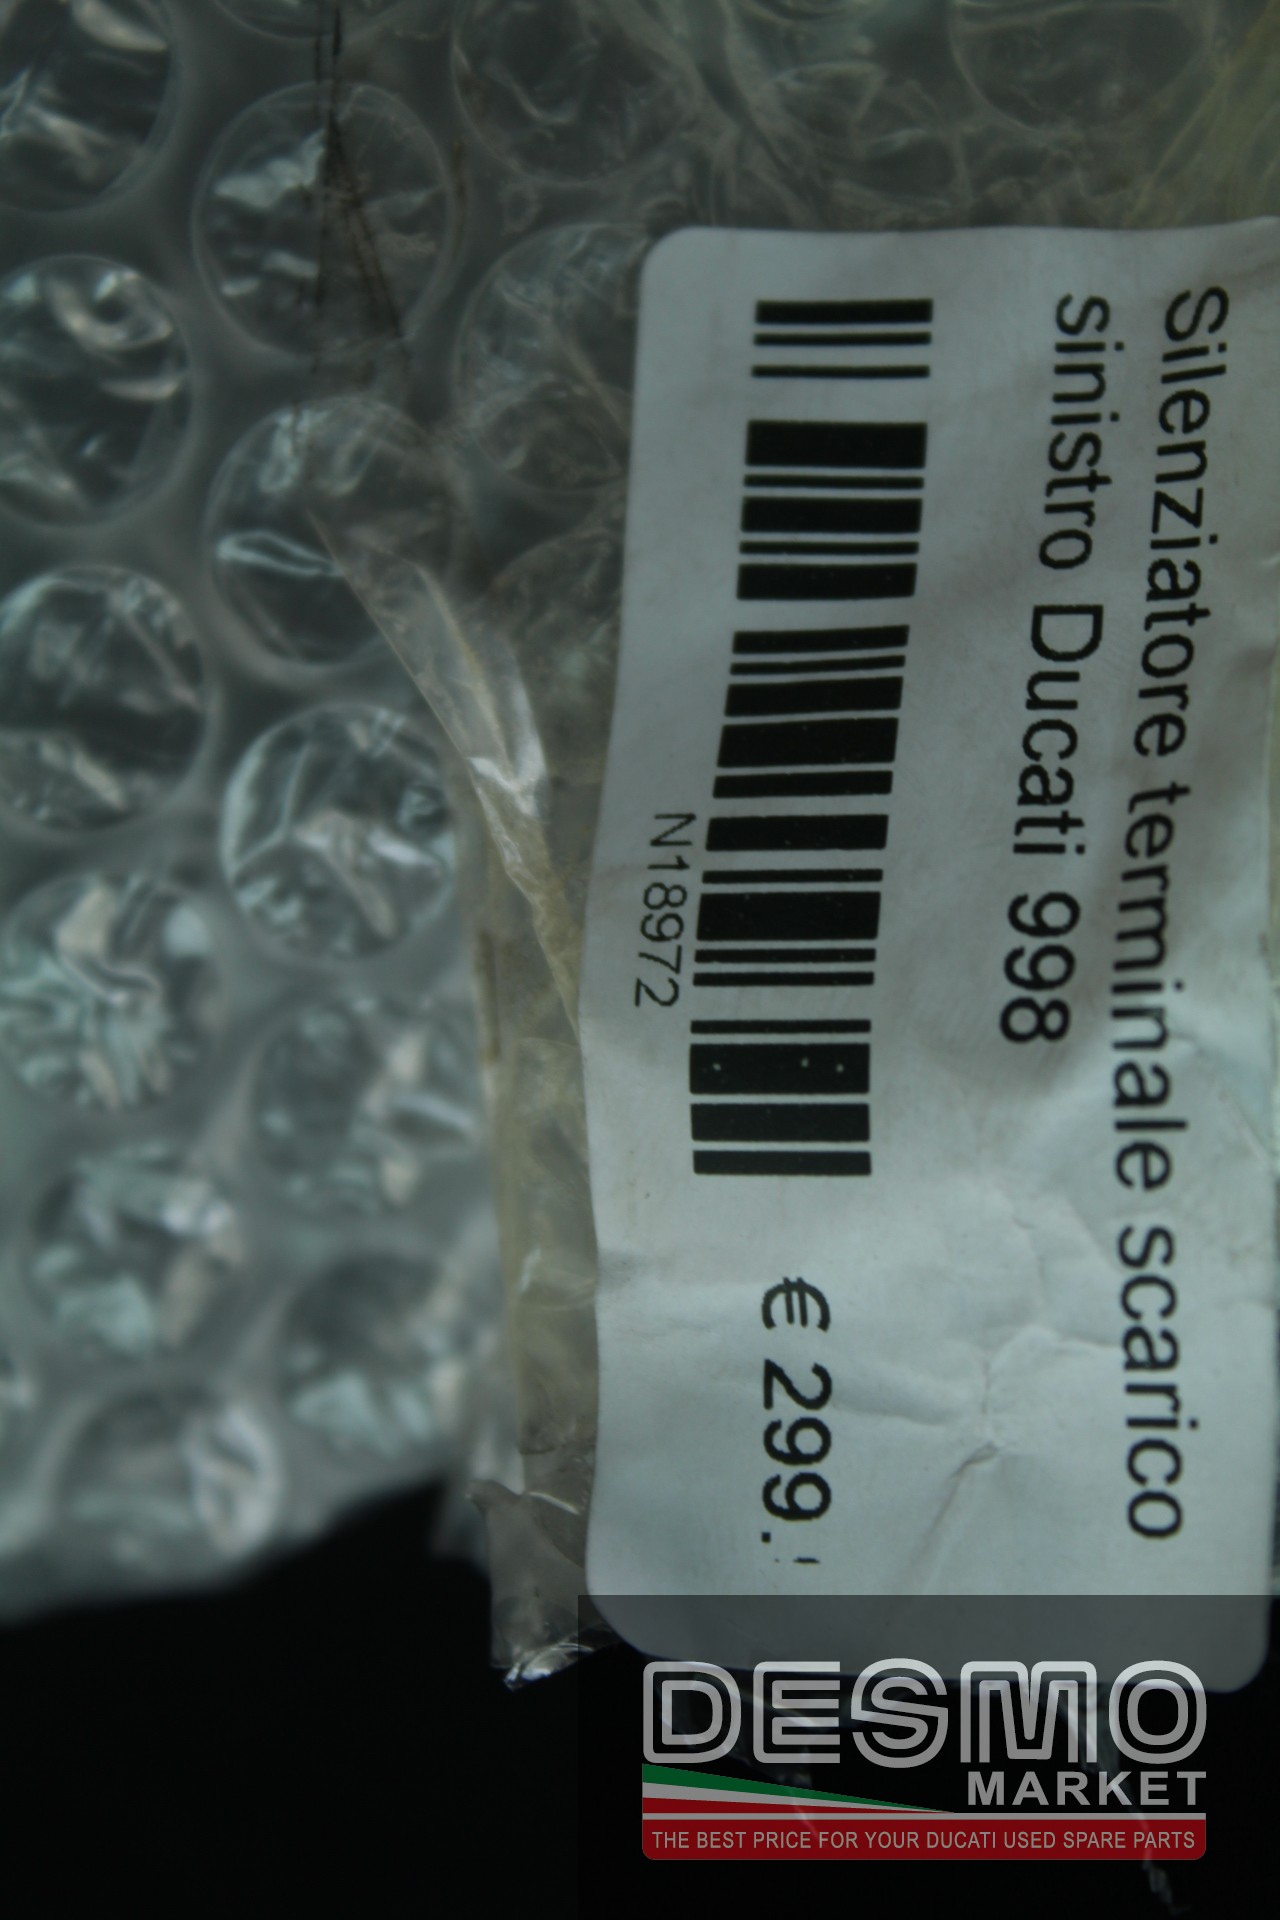 Silenziatore terminale scarico
sinistro Ducati 998
N18972
€ 299.
DESMO
MARKET
THE BEST PRICE FOR YOUR DUCATI USED SPARE PARTS